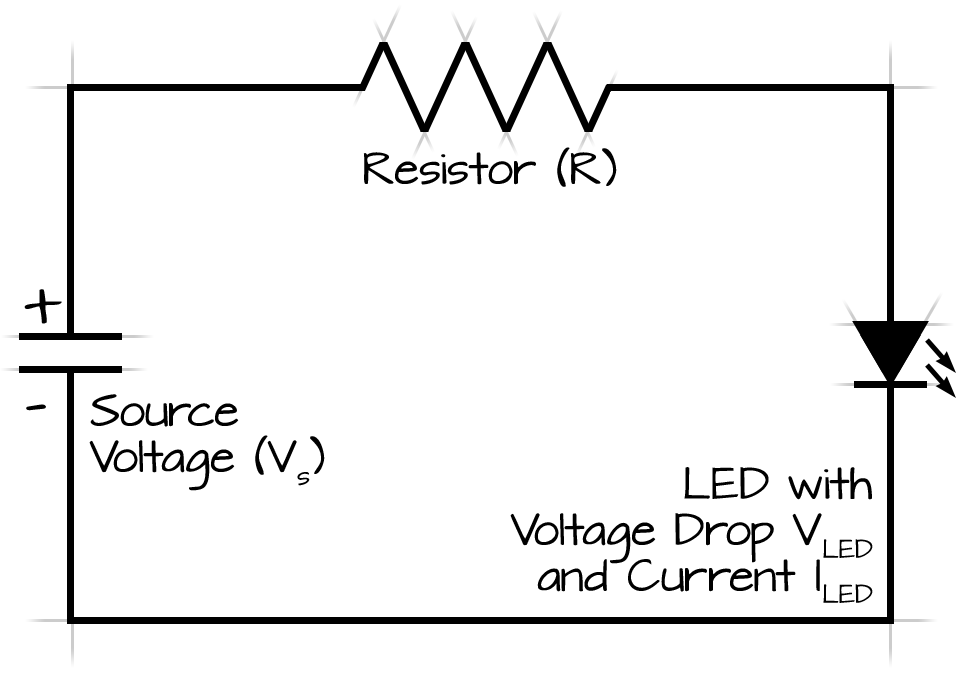 Resistor (R)
+
-
Source
Voltage (Vs)
LED with
Voltage Drop VLED
and Current ILED